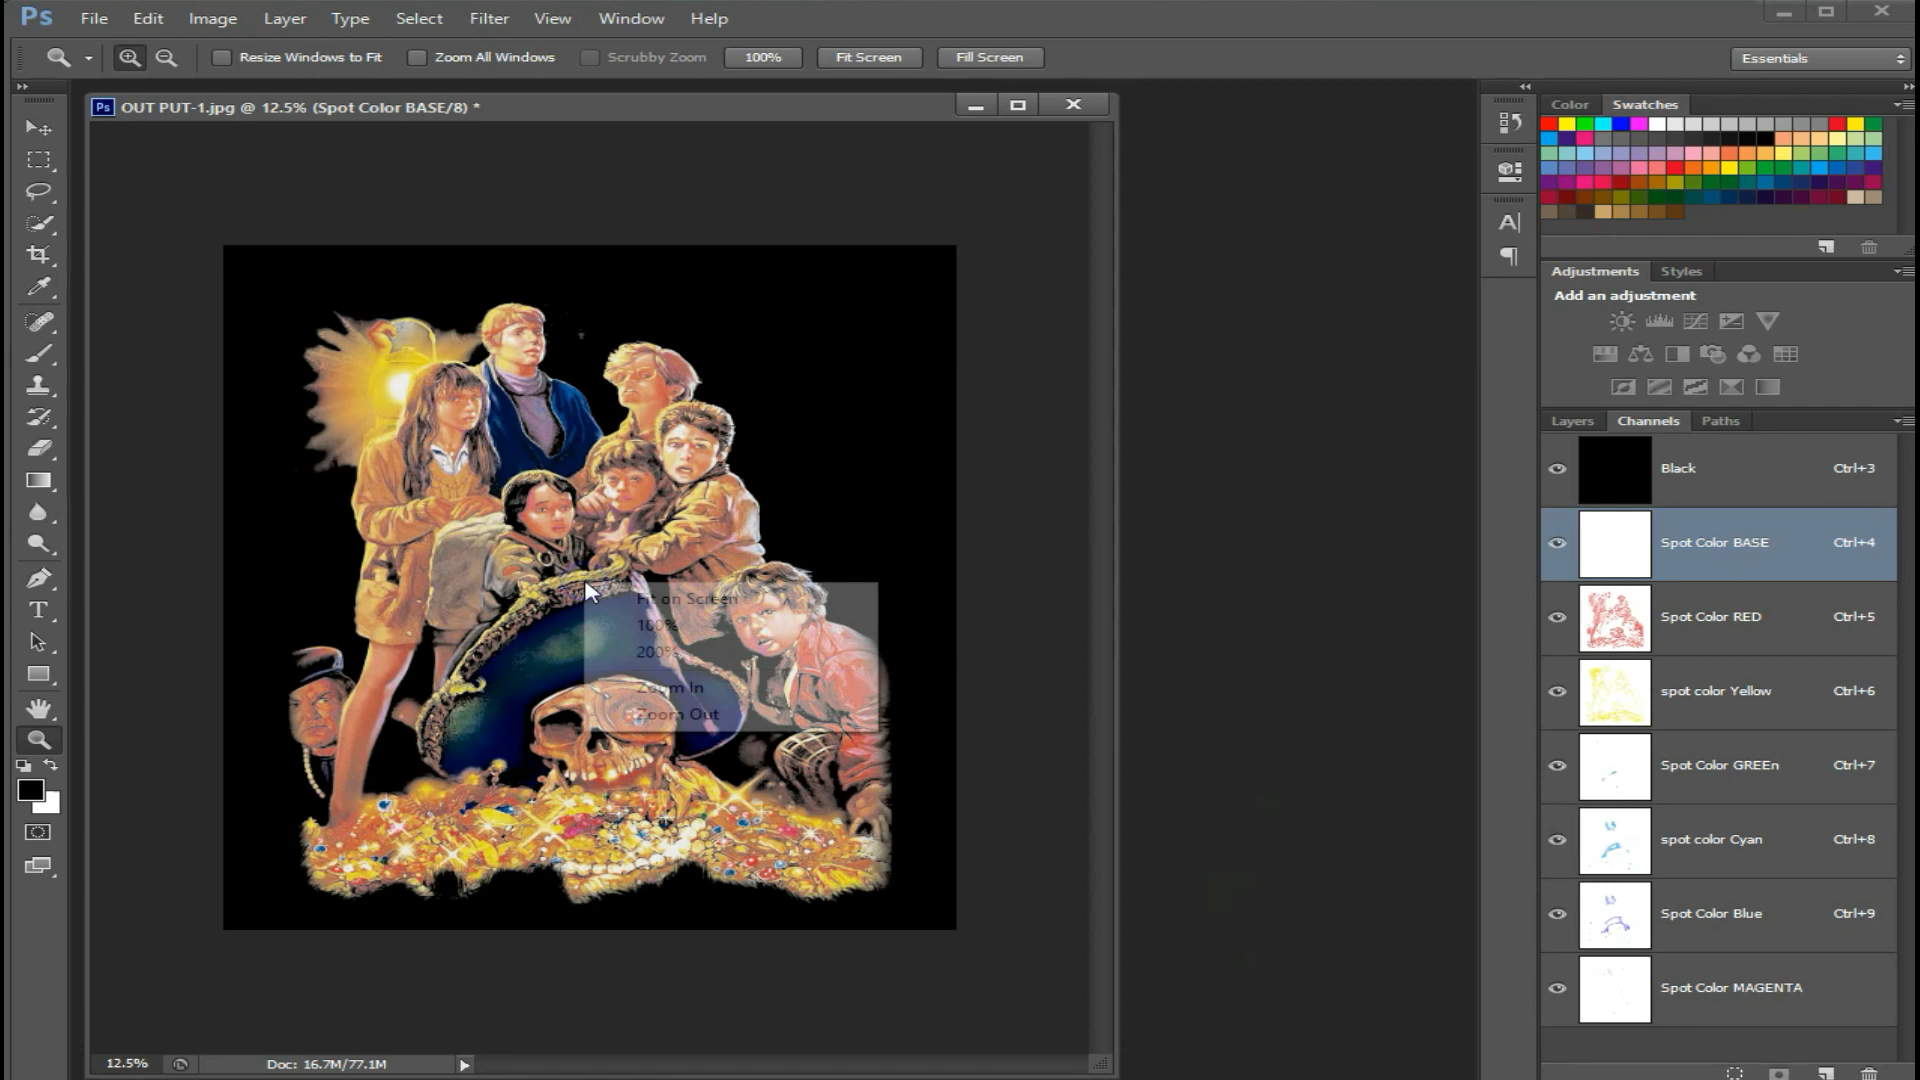 Ps File Edit Image Layer Type Select Filter View Window Help
Resize Windows to Fit Zoom All Windows Scrubby Zoom 100% Fit Screen Fill Screen Essentials
Ps OUT PUT-1.jpg @ 12.5% (Spot Color BASE/8) *
Fit on Screen
100%
200%
Zoom In
Zoom Out
12.5% Doc: 16.7M/77.1M
Color Swatches
Adjustments Styles
Add an adjustment
Layers Channels Paths
Black Ctrl+3
Spot Color BASE Ctrl+4
Spot Color RED Ctrl+5
spot color Yellow Ctrl+6
Spot Color GREEn Ctrl+7
spot color Cyan Ctrl+8
Spot Color Blue Ctrl+9
Spot Color MAGENTA